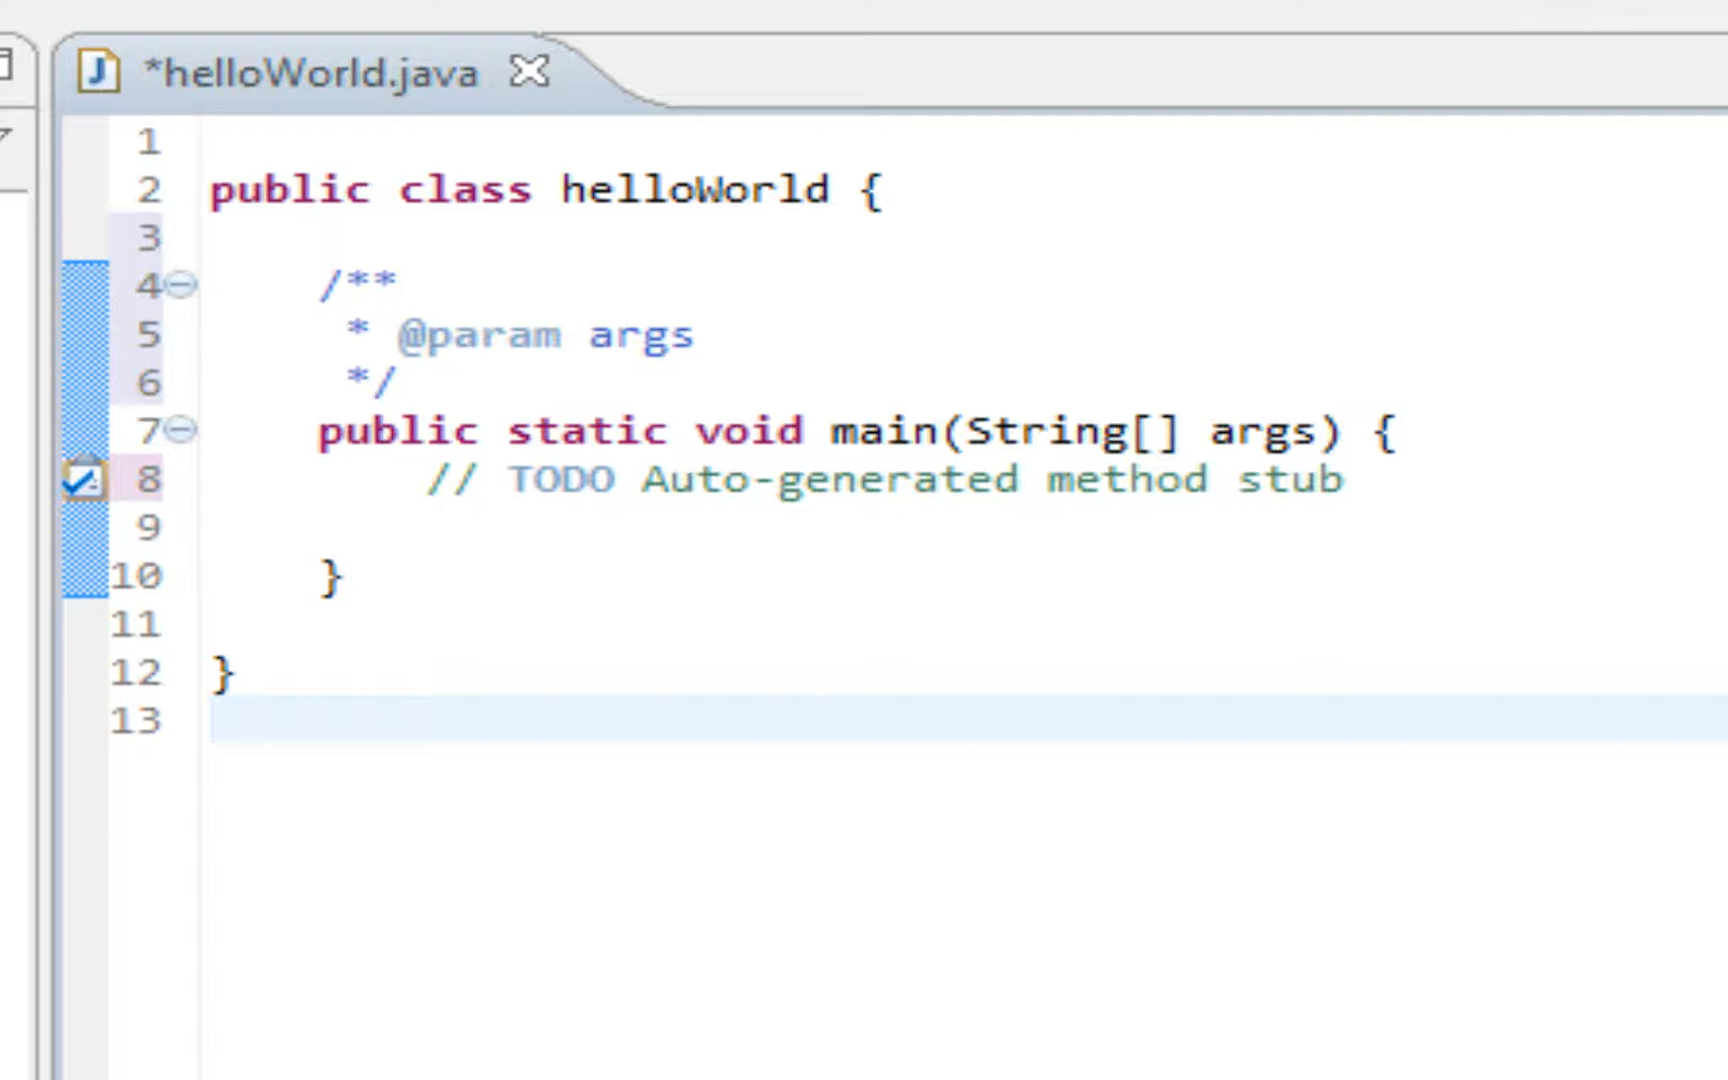 *helloWorld.java
1
2 public class helloWorld {
3
4 /**
5 * @param args
6 */
7 public static void main(String[] args) {
8 // TODO Auto-generated method stub
9
10 }
11
12 }
13